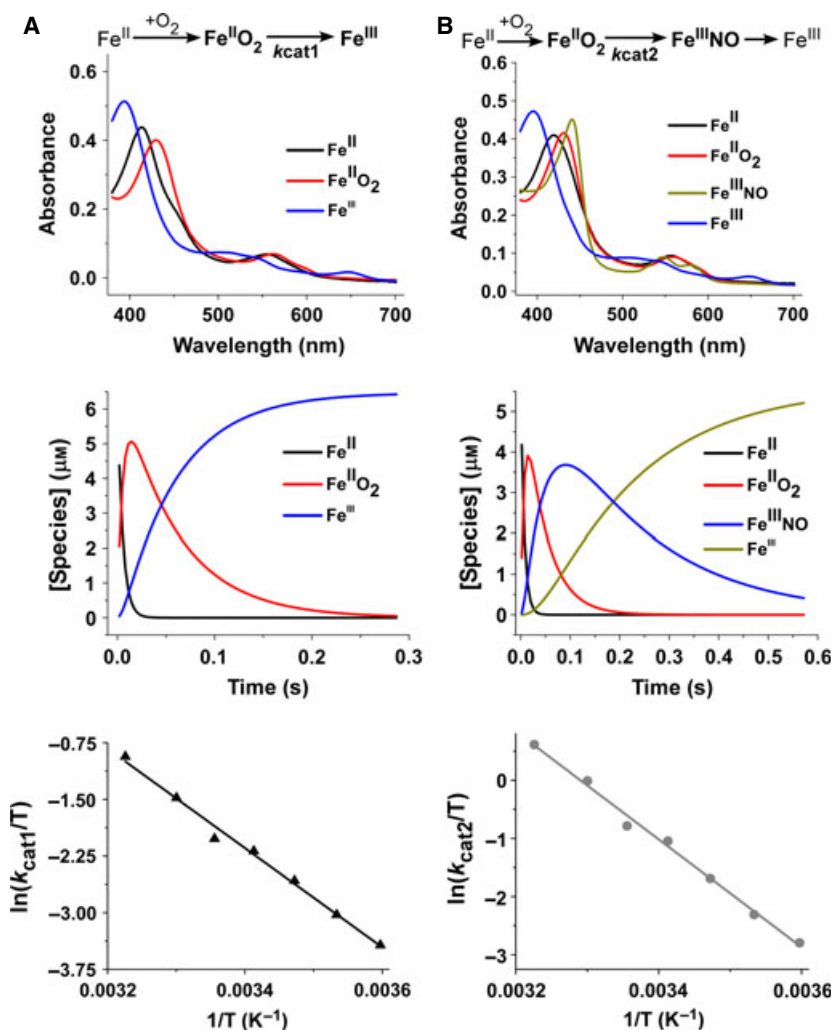 A
Fe^II +O2 → Fe^IIO2 kcat1 → Fe^III
Absorbance
0.6
0.4
0.2
0.0
Fe^II
Fe^IIO2
Fe^III
400 500 600 700
Wavelength (nm)
[Species] (μM)
6
5
4
3
2
1
0
Fe^II
Fe^IIO2
Fe^III
0.0 0.1 0.2 0.3
Time (s)
ln(kcat1/T)
–0.75
–1.50
–2.25
–3.00
–3.75
0.0032 0.0034 0.0036
1/T (K–1)
B
Fe^II +O2 → Fe^IIO2 kcat2 → Fe^IIINO → Fe^III
Absorbance
0.5
0.4
0.3
0.2
0.1
0.0
Fe^II
Fe^IIO2
Fe^IIINO
Fe^III
400 500 600 700
Wavelength (nm)
[Species] (μM)
6
5
4
3
2
1
0
Fe^II
Fe^IIO2
Fe^IIINO
Fe^III
0.0 0.1 0.2 0.3 0.4 0.5 0.6
Time (s)
ln(kcat2/T)
0
–1
–2
–3
0.0032 0.0034 0.0036
1/T (K–1)